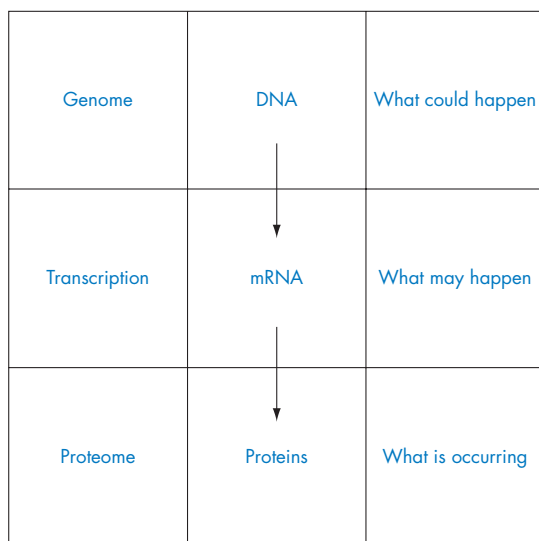 Genome DNA What could happen
Transcription mRNA What may happen
Proteome Proteins What is occurring